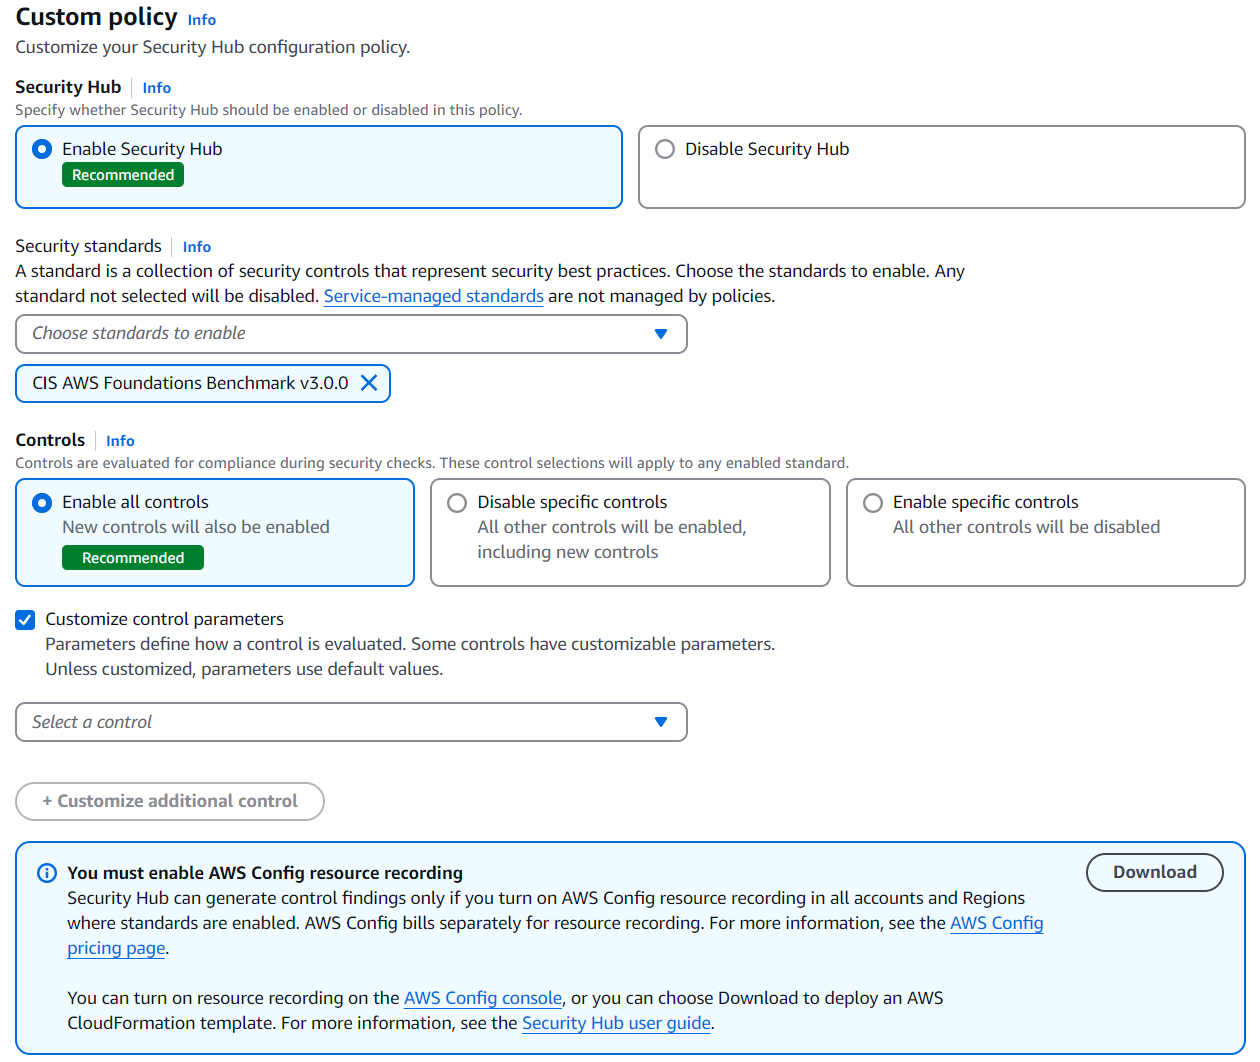 Custom policy Info
Customize your Security Hub configuration policy.
Security Hub Info
Specify whether Security Hub should be enabled or disabled in this policy.
Enable Security Hub
Recommended
Disable Security Hub
Security standards Info
A standard is a collection of security controls that represent security best practices. Choose the standards to enable. Any
standard not selected will be disabled. Service-managed standards are not managed by policies.
Choose standards to enable
CIS AWS Foundations Benchmark v3.0.0
Controls Info
Controls are evaluated for compliance during security checks. These control selections will apply to any enabled standard.
Enable all controls
New controls will also be enabled
Recommended
Disable specific controls
All other controls will be enabled,
including new controls
Enable specific controls
All other controls will be disabled
Customize control parameters
Parameters define how a control is evaluated. Some controls have customizable parameters.
Unless customized, parameters use default values.
Select a control
+ Customize additional control
You must enable AWS Config resource recording
Download
Security Hub can generate control findings only if you turn on AWS Config resource recording in all accounts and Regions
where standards are enabled. AWS Config bills separately for resource recording. For more information, see the AWS Config
pricing page.
You can turn on resource recording on the AWS Config console, or you can choose Download to deploy an AWS
CloudFormation template. For more information, see the Security Hub user guide.